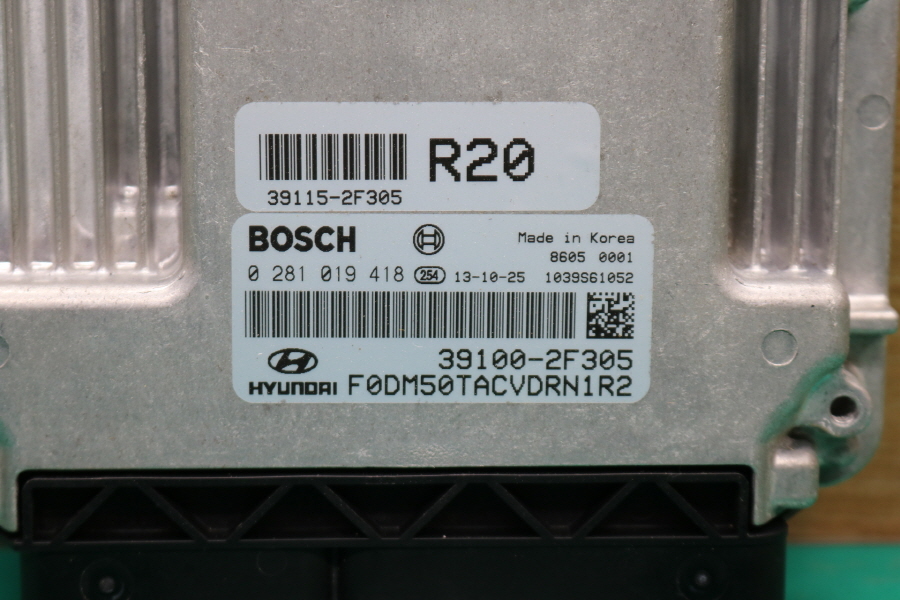 R20
39115-2F305
BOSCH
Made in Korea
8605 0001
0 281 019 418 254 13-10-25 1039S61052
39100-2F305
HYUNDAI F0DM50TACVDRN1R2